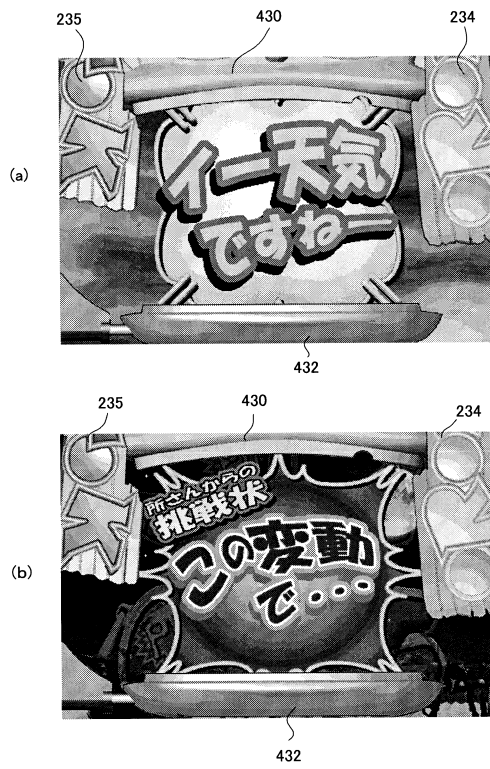 235
430
234
(a)
イー天気
ですねー
432
235
430
234
(b)
所さんからの
挑戦状
この変動
で・・・
432